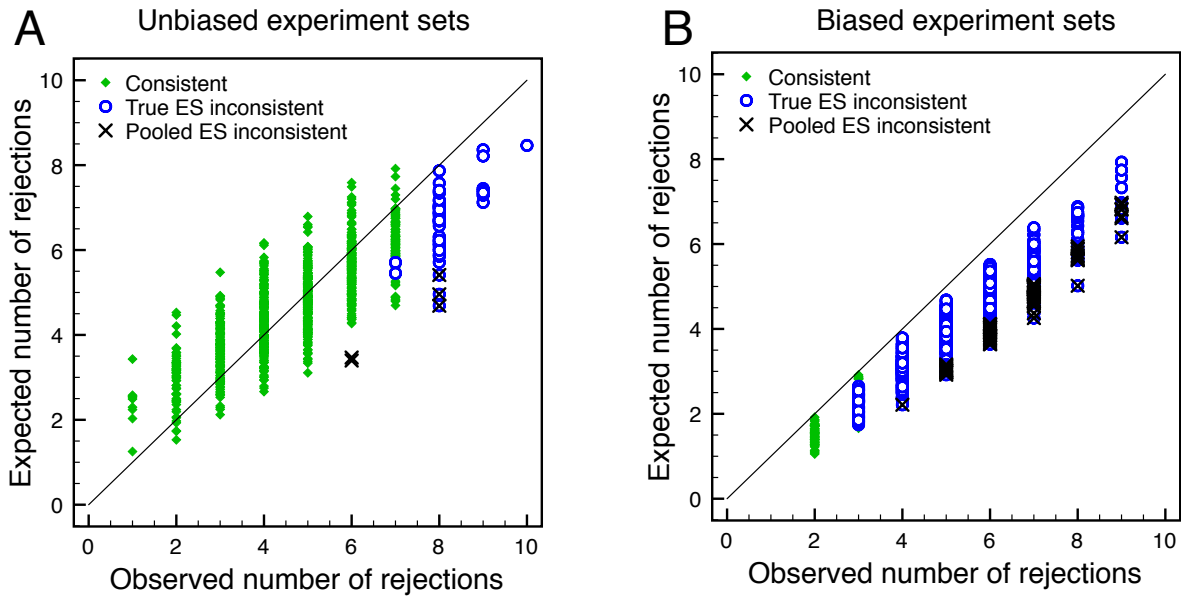 A
Unbiased experiment sets
Consistent
True ES inconsistent
Pooled ES inconsistent
Expected number of rejections
10
8
6
4
2
0
0 2 4 6 8 10
Observed number of rejections
B
Biased experiment sets
Consistent
True ES inconsistent
Pooled ES inconsistent
Expected number of rejections
10
8
6
4
2
0
0 2 4 6 8 10
Observed number of rejections